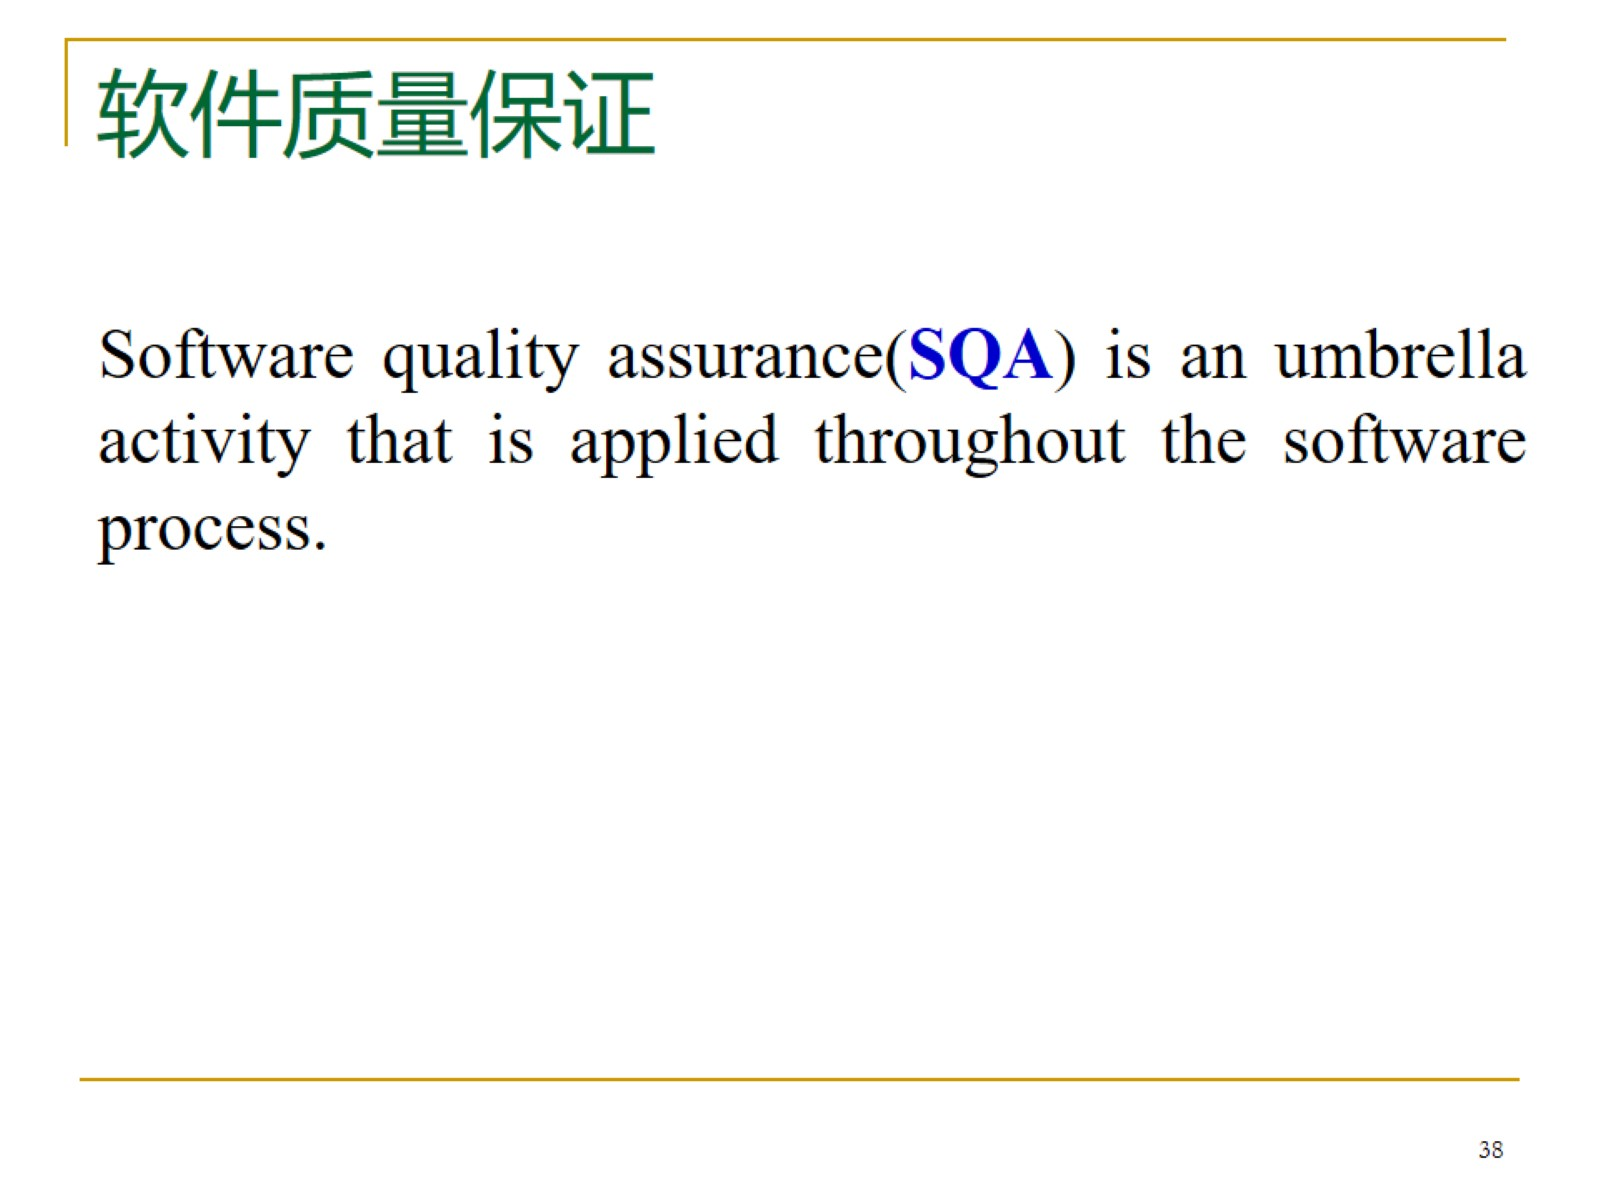 软件质量保证
Software quality assurance(SQA) is an umbrella
activity that is applied throughout the software
process.
38